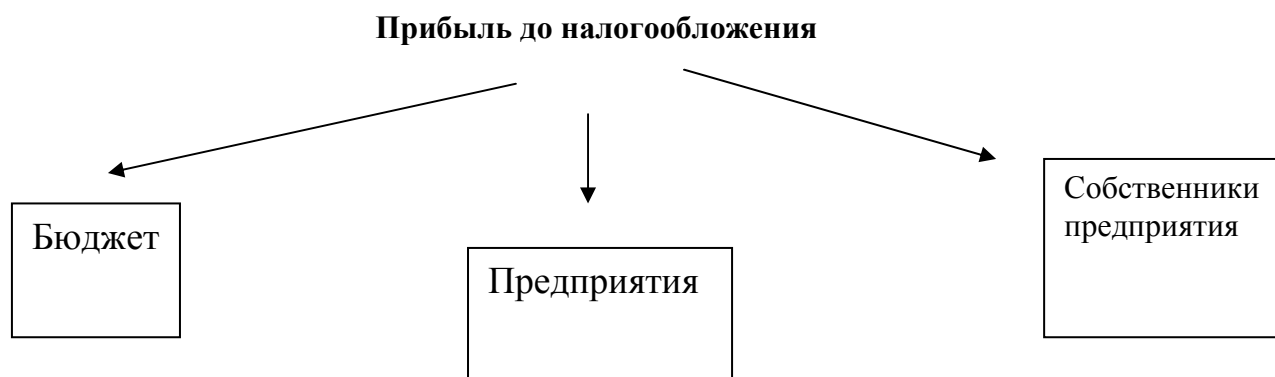 Прибыль до налогообложения
Бюджет
Предприятия
Собственники
предприятия